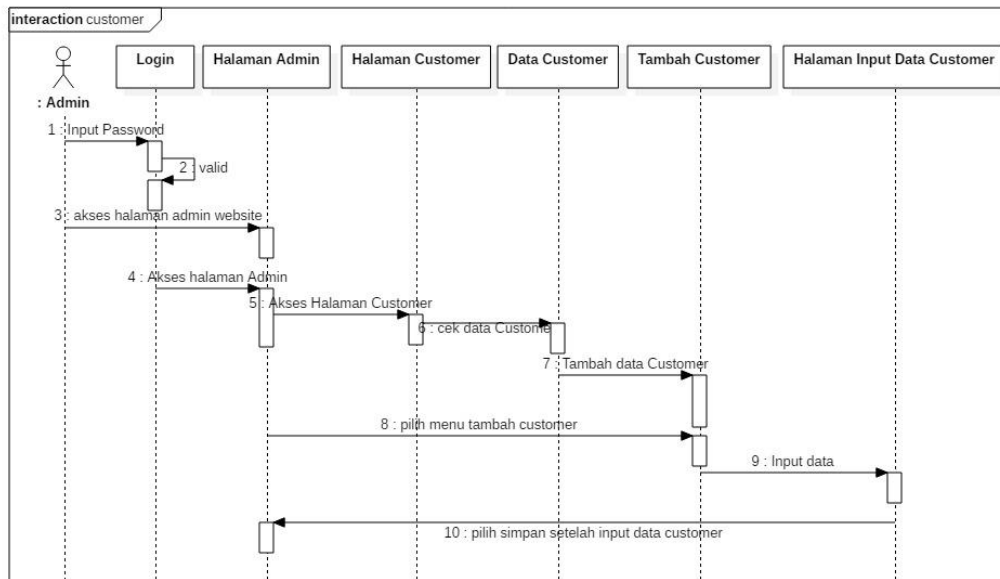 interaction customer
Login
Halaman Admin
Halaman Customer
Data Customer
Tambah Customer
Halaman Input Data Customer
: Admin
1 : Input Password
2 : valid
3 : akses halaman admin website
4 : Akses halaman Admin
5 : Akses Halaman Customer
6 : cek data Custome
7 : Tambah data Customer
8 : pilih menu tambah customer
9 : Input data
10 : pilih simpan setelah input data customer